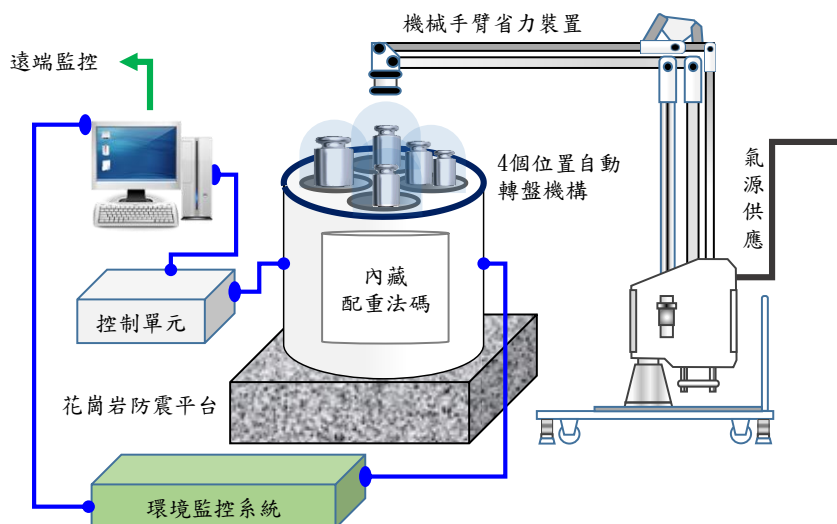 機械手臂省力裝置
遠端監控
4個位置自動
轉盤機構
氣源供應
內藏
配重法碼
控制單元
花崗岩防震平台
環境監控系統